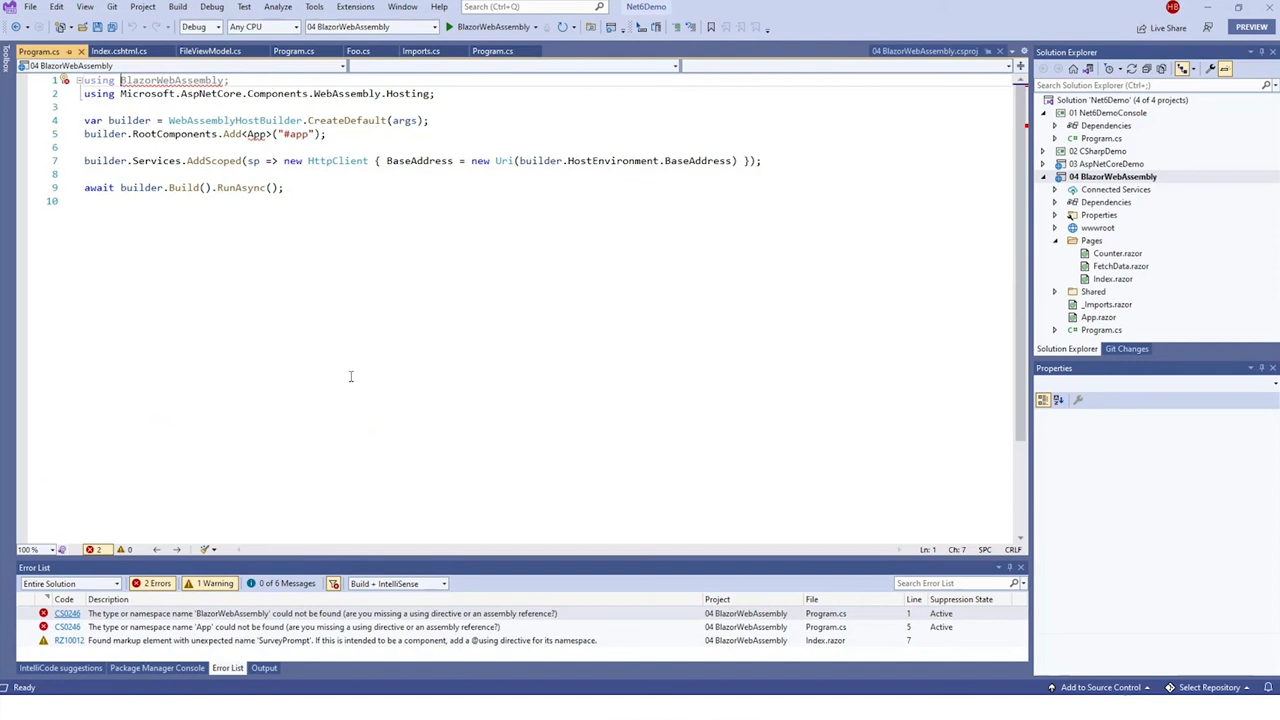 File Edit View Git Project Build Debug Test Analyze Tools Extensions Window Help Search (Ctrl+Q) Net6Demo HB
Debug Any CPU 04 BlazorWebAssembly BlazorWebAssembly Live Share PREVIEW
Toolbox
Program.cs Index.cshtml.cs FileViewModel.cs Program.cs Foo.cs Imports.cs Program.cs 04 BlazorWebAssembly.csproj
04 BlazorWebAssembly
1 using BlazorWebAssembly;
2 using Microsoft.AspNetCore.Components.WebAssembly.Hosting;
3
4 var builder = WebAssemblyHostBuilder.CreateDefault(args);
5 builder.RootComponents.Add<App>("#app");
6
7 builder.Services.AddScoped(sp => new HttpClient { BaseAddress = new Uri(builder.HostEnvironment.BaseAddress) });
8
9 await builder.Build().RunAsync();
10
100 % 2 0 Ln: 1 Ch: 7 SPC CRLF
Error List
Entire Solution 2 Errors 1 Warning 0 of 6 Messages Build + IntelliSense Search Error List
Code Description Project File Line Suppression State
CS0246 The type or namespace name 'BlazorWebAssembly' could not be found (are you missing a using directive or an assembly reference?) 04 BlazorWebAssembly Program.cs 1 Active
CS0246 The type or namespace name 'App' could not be found (are you missing a using directive or an assembly reference?) 04 BlazorWebAssembly Program.cs 5 Active
RZ10012 Found markup element with unexpected name 'SurveyPrompt'. If this is intended to be a component, add a @using directive for its namespace. 04 BlazorWebAssembly Index.razor 7
IntelliCode suggestions Package Manager Console Error List Output
Solution Explorer
Search Solution Explorer (Ctrl+;)
Solution 'Net6Demo' (4 of 4 projects)
01 Net6DemoConsole
Dependencies
C# Program.cs
02 CSharpDemo
03 AspNetCoreDemo
04 BlazorWebAssembly
Connected Services
Dependencies
Properties
wwwroot
Pages
Counter.razor
FetchData.razor
Index.razor
Shared
_Imports.razor
App.razor
C# Program.cs
Solution Explorer Git Changes
Properties
Ready Add to Source Control Select Repository